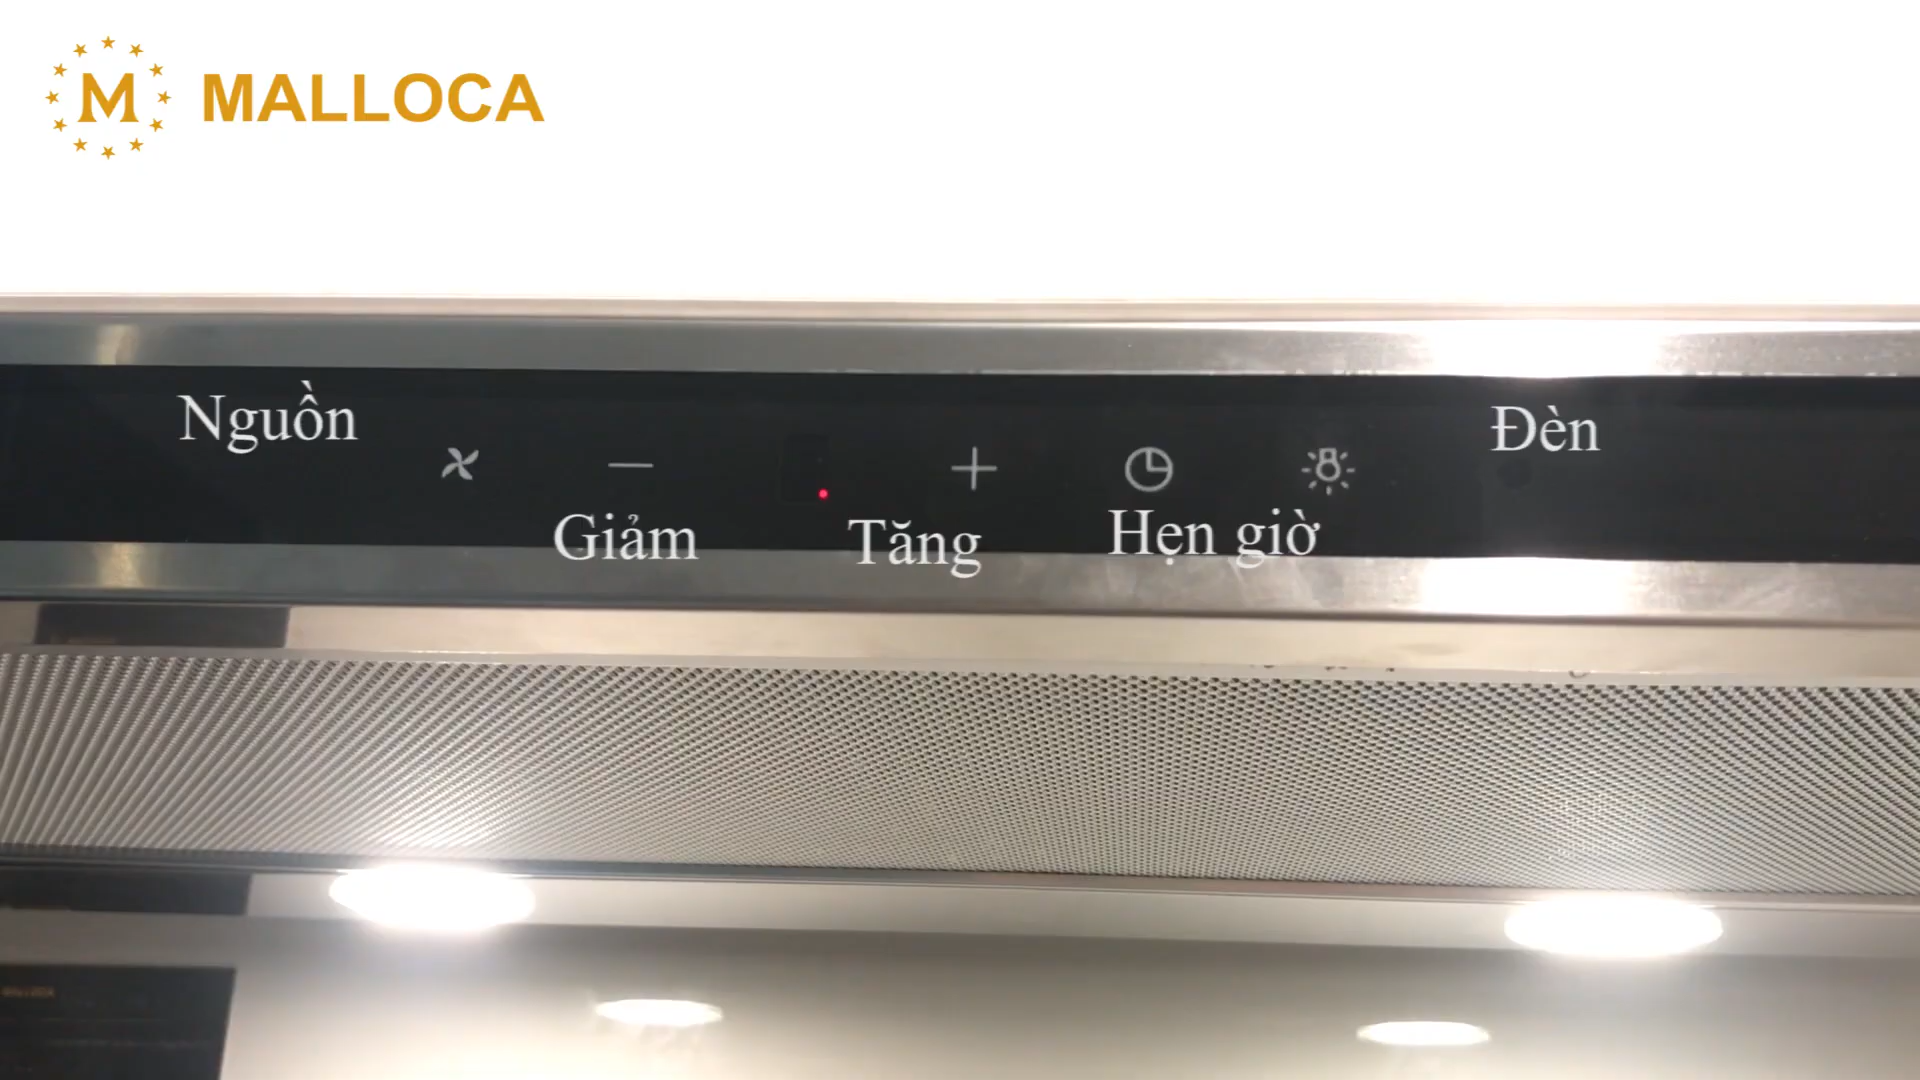 M MALLOCA
Nguồn
Đèn
Giảm
Tăng
Hẹn giờ